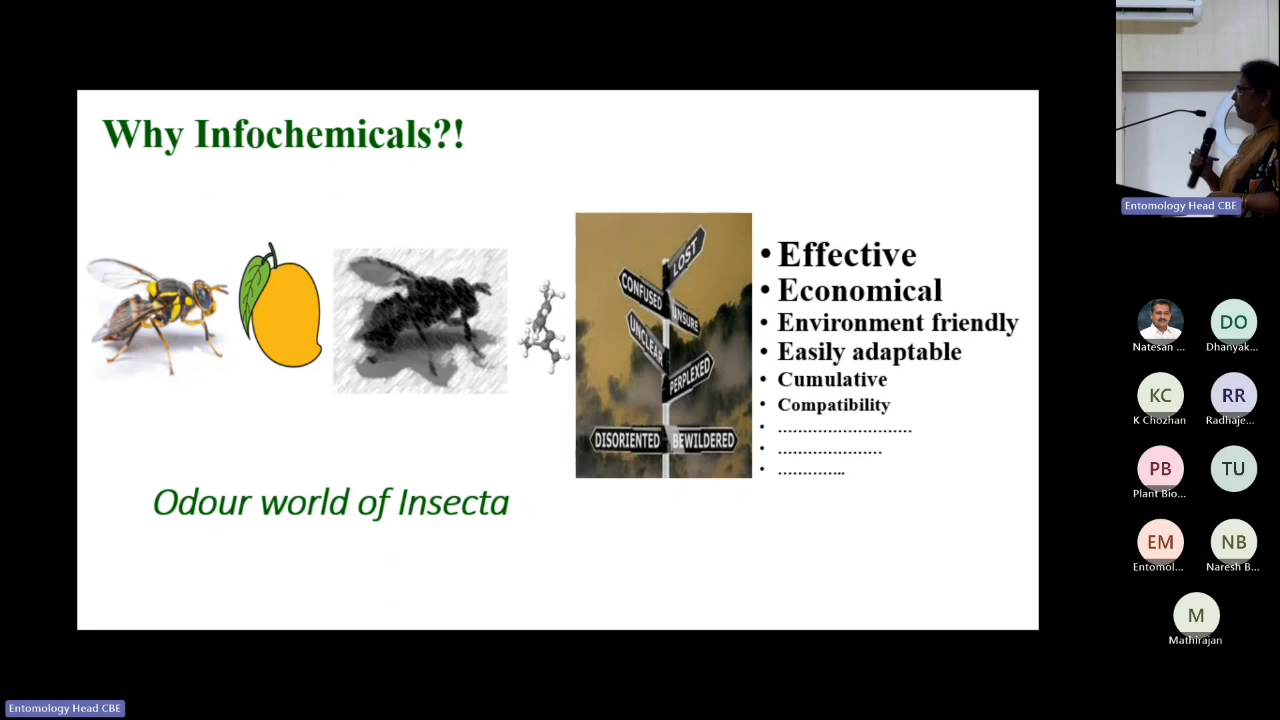 Why Infochemicals?!
LOST
CONFUSED
UNSURE
UNCLEAR
PERPLEXED
DISORIENTED
BEWILDERED
• Effective
• Economical
• Environment friendly
• Easily adaptable
• Cumulative
• Compatibility
• ..........................
• ....................
• .............
Odour world of Insecta
Entomology Head CBE
Natesan ...
DO
Dhanyak...
KC
K Chozhan
RR
Radhaje...
PB
Plant Bio...
TU
EM
Entomol...
NB
Naresh B...
M
Mathirajan
Entomology Head CBE